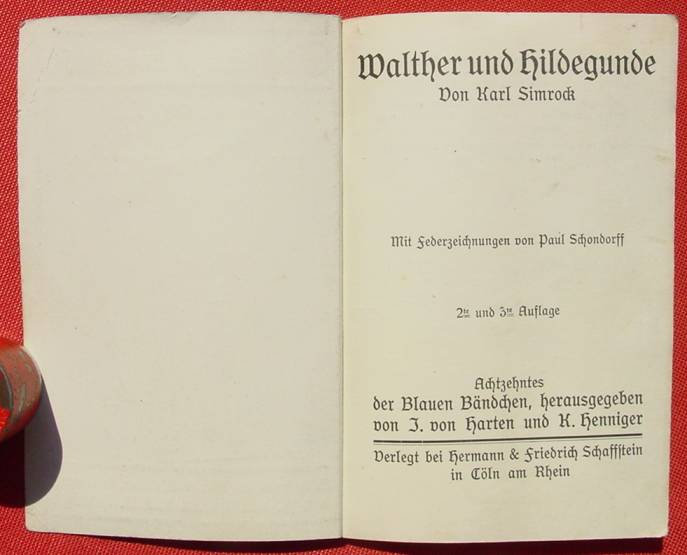 Walther und Hildegunde
Von Karl Simrock
Mit Federzeichnungen von Paul Schondorff
2te und 3te Auflage
Achtzehntes
der Blauen Bändchen, herausgegeben
von J. von Harten und K. Henniger
Verlegt bei Hermann & Friedrich Schaffstein
in Cöln am Rhein